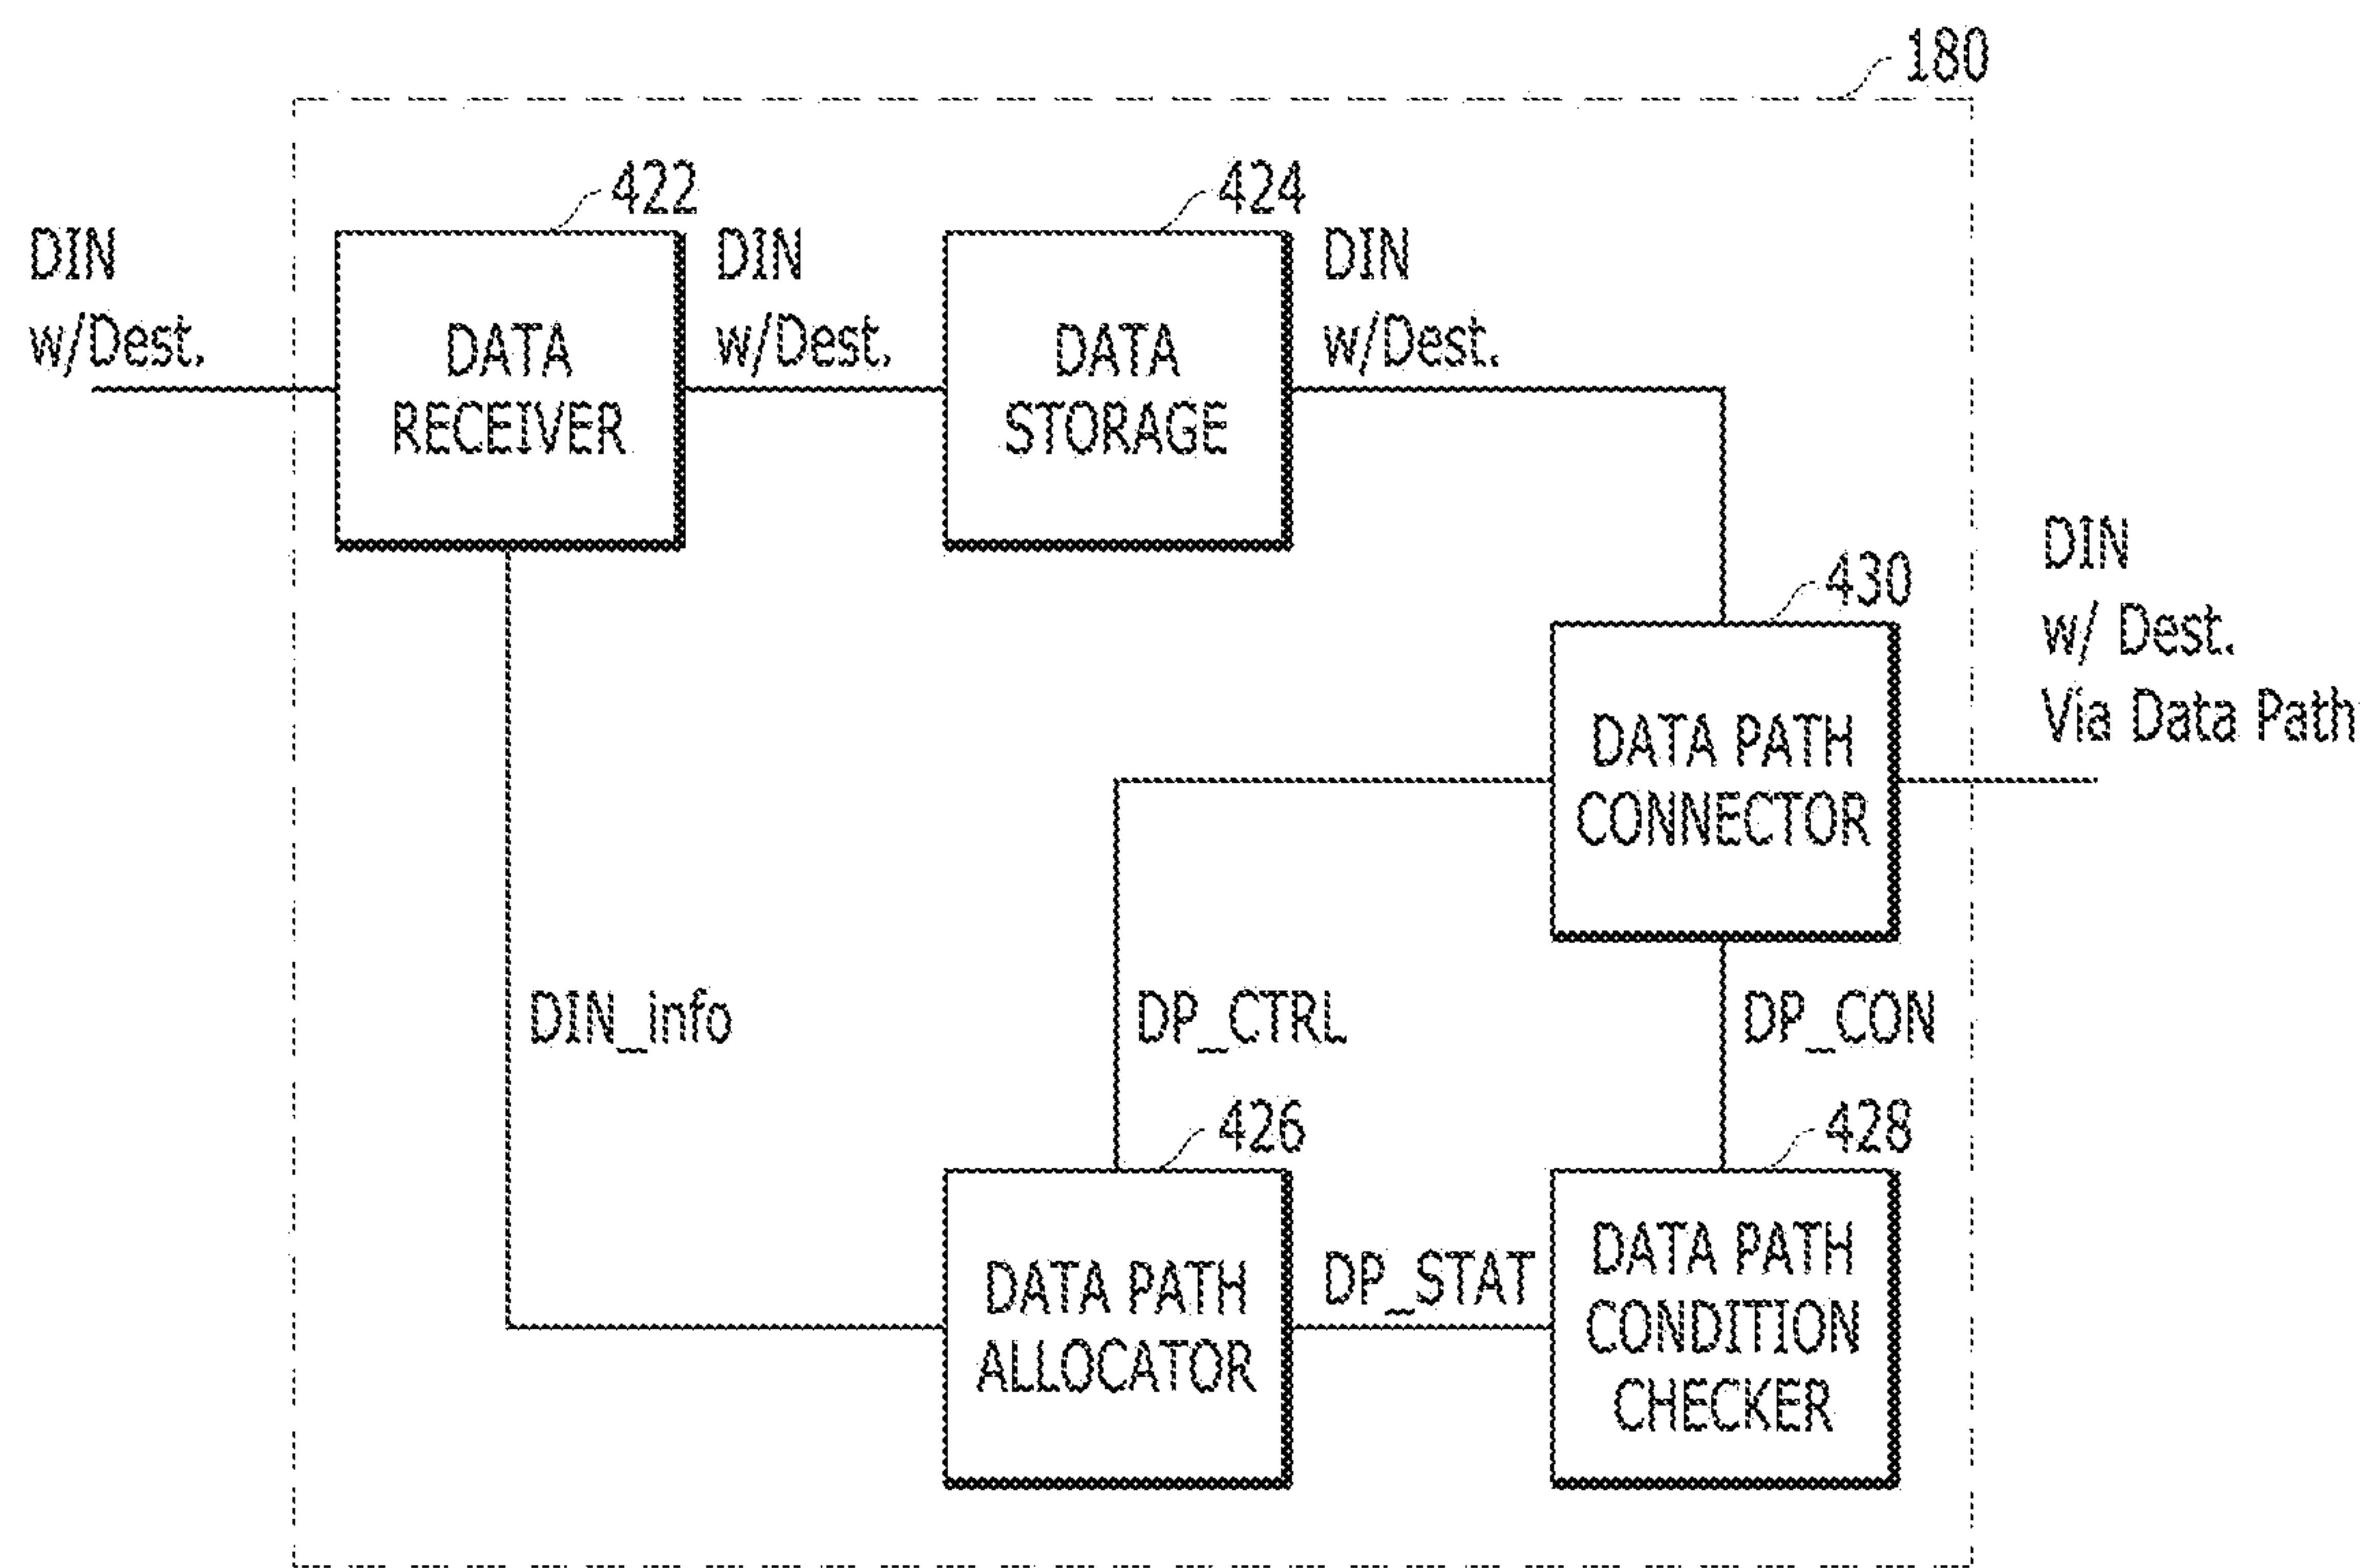 180
422
424
DIN
w/Dest.
DIN
w/Dest.
DIN
w/Dest.
DATA
RECEIVER
DATA
STORAGE
430
DIN
w/ Dest.
Via Data Path
DATA PATH
CONNECTOR
DIN_info
DP_CTRL
DP_CON
426
428
DATA PATH
ALLOCATOR
DP_STAT
DATA PATH
CONDITION
CHECKER